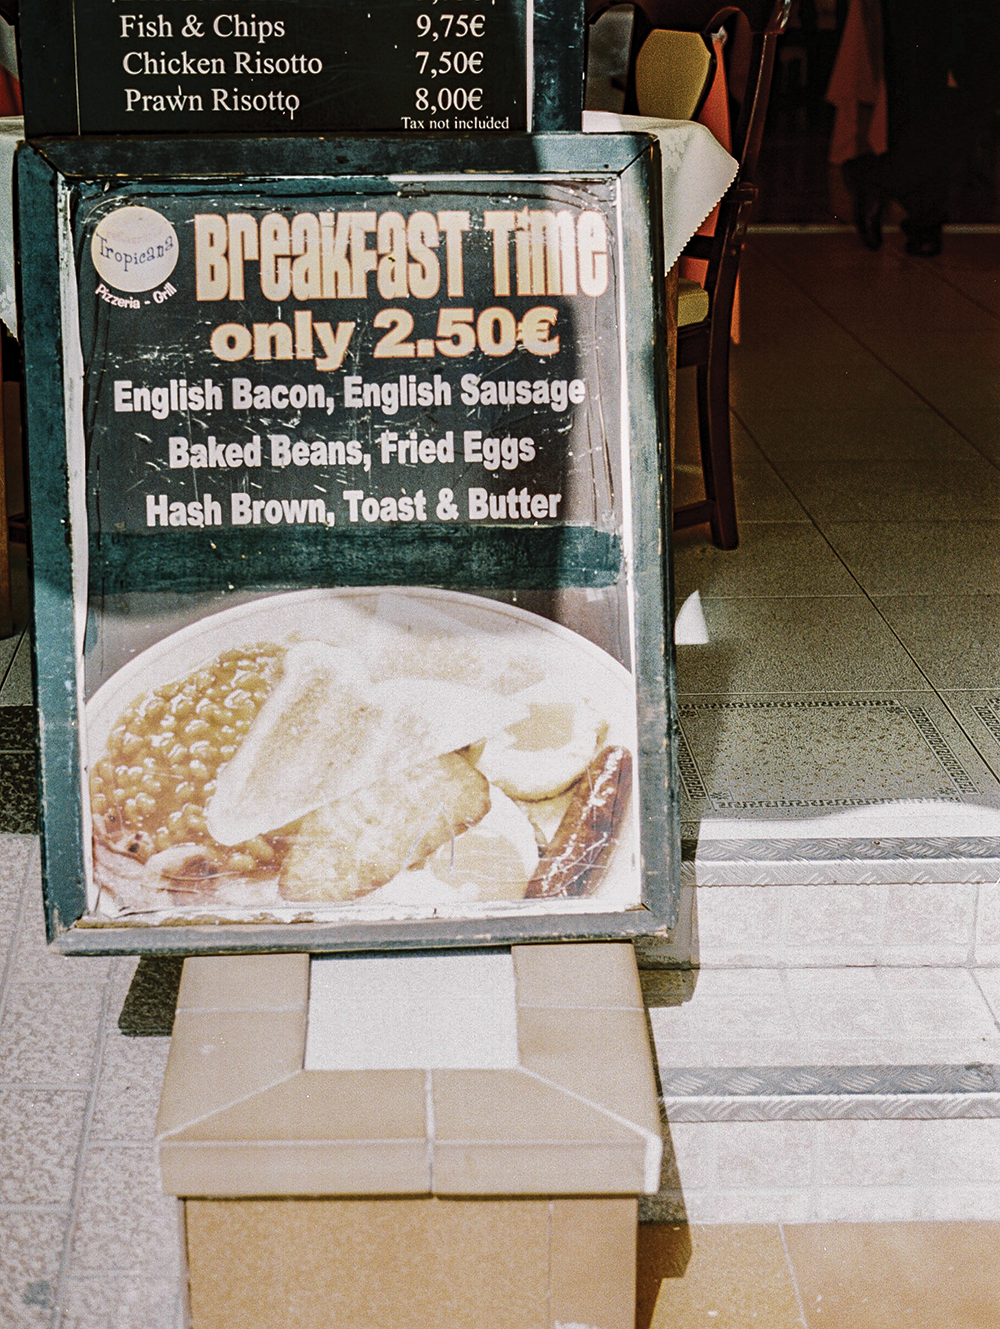 Fish & Chips 9,75€
Chicken Risotto 7,50€
Prawn Risotto 8,00€
Tax not included
Tropicana
Pizzeria - Grill
Breakfast Time
only 2.50€
English Bacon, English Sausage
Baked Beans, Fried Eggs
Hash Brown, Toast & Butter